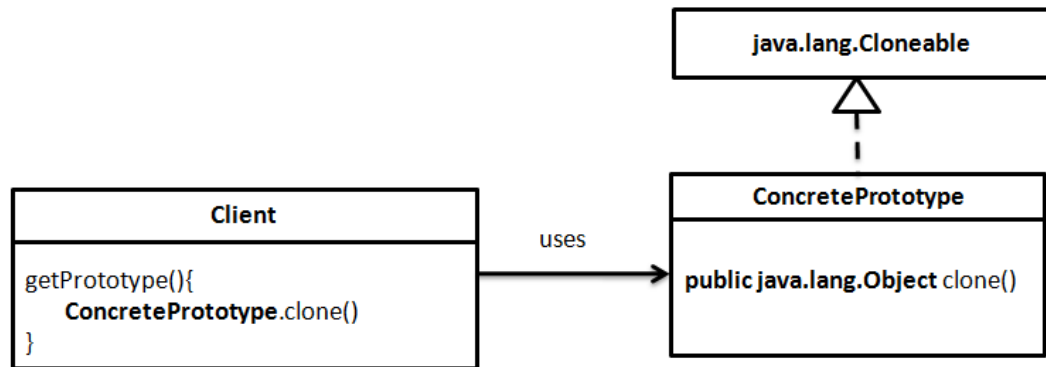 java.lang.Cloneable
Client
getPrototype(){
ConcretePrototype.clone()
}
uses
ConcretePrototype
public java.lang.Object clone()